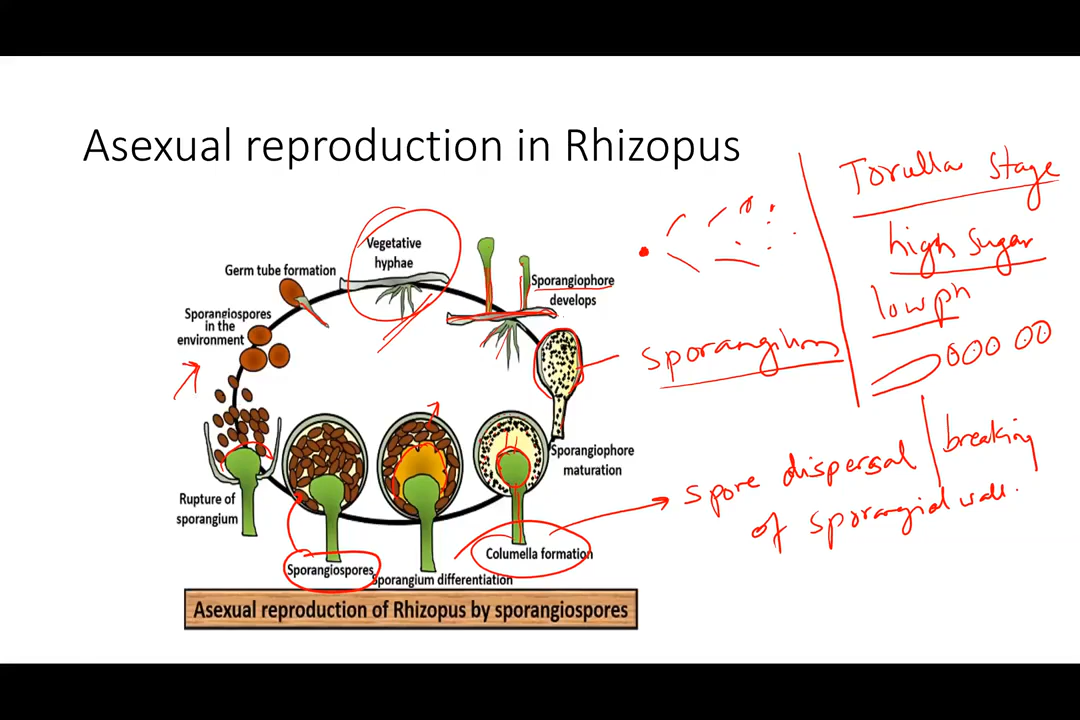 Asexual reproduction in Rhizopus
Torulla stage
high sugar
low ph
Vegetative
hyphae
Germ tube formation
Sporangiophore
develops
Sporangiospores
in the
environment
Sporangium
Sporangiophore
maturation
spore dispersal | breaking
of sporangial wall.
Rupture of
sporangium
Sporangiospores
Sporangium differentiation
Columella formation
Asexual reproduction of Rhizopus by sporangiospores